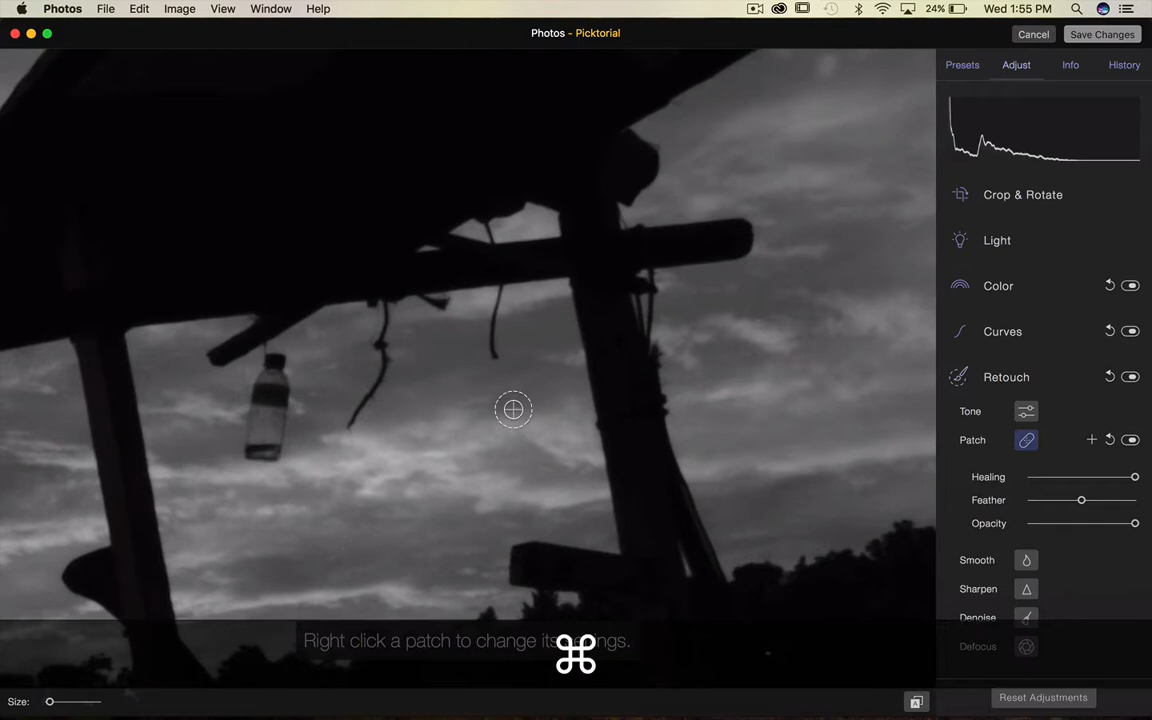 Photos File Edit Image View Window Help 24% Wed 1:55 PM
Photos - Picktorial Cancel Save Changes
Presets Adjust Info History
Crop & Rotate
Light
Color
Curves
Retouch
Tone
Patch
Healing
Feather
Opacity
Smooth
Sharpen
Denoise
Right click a patch to change its
Defocus
Size: A Reset Adjustments